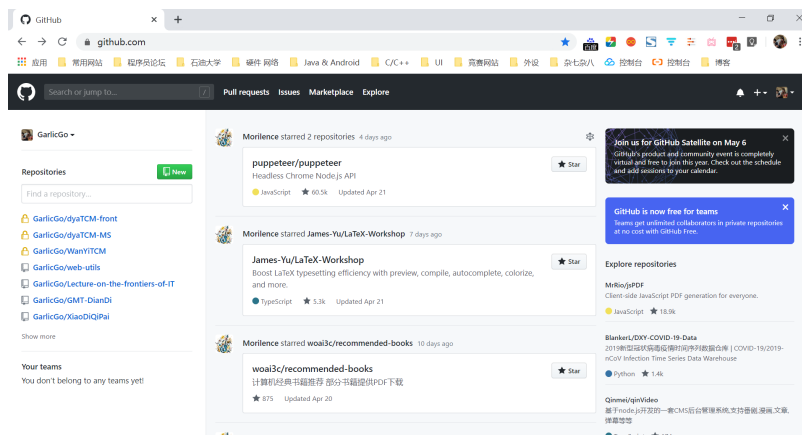 GitHub
github.com
百度
2
应用 常用网站 程序员论坛 石油大学 硬件 网络 Java & Android C/C++ UI 竞赛网站 外设 杂七杂八 控制台 控制台 博客
Search or jump to...
/
Pull requests Issues Marketplace Explore
GarlicGo
Repositories
New
Find a repository...
GarlicGo/dyaTCM-front
GarlicGo/dyaTCM-MS
GarlicGo/WanYiTCM
GarlicGo/web-utils
GarlicGo/Lecture-on-the-frontiers-of-IT
GarlicGo/GMT-DianDi
GarlicGo/XiaoDiQiPai
Show more
Your teams
You don't belong to any teams yet!
Morilence starred 2 repositories 4 days ago
puppeteer/puppeteer
Star
Headless Chrome Node.js API
JavaScript 60.5k Updated Apr 21
Morilence starred James-Yu/LaTeX-Workshop 7 days ago
James-Yu/LaTeX-Workshop
Star
Boost LaTeX typesetting efficiency with preview, compile, autocomplete, colorize,
and more.
TypeScript 5.3k Updated Apr 21
Morilence starred woai3c/recommended-books 10 days ago
woai3c/recommended-books
Star
计算机经典书籍推荐 部分书籍提供PDF下载
875 Updated Apr 20
Join us for GitHub Satellite on May 6
GitHub's product and community event is completely
virtual and free to join this year. Check out the schedule
and add sessions to your calendar.
GitHub is now free for teams
Teams get unlimited collaborators in private repositories
at no cost with GitHub Free.
Explore repositories
MrRio/jsPDF
Client-side JavaScript PDF generation for everyone.
JavaScript 18.9k
BlankerL/DXY-COVID-19-Data
2019新型冠状病毒疫情时间序列数据仓库 | COVID-19/2019-
nCoV Infection Time Series Data Warehouse
Python 1.4k
Qinmei/qinVideo
基于node.js开发的一套CMS后台管理系统,支持番剧,漫画,文章,
弹幕等等